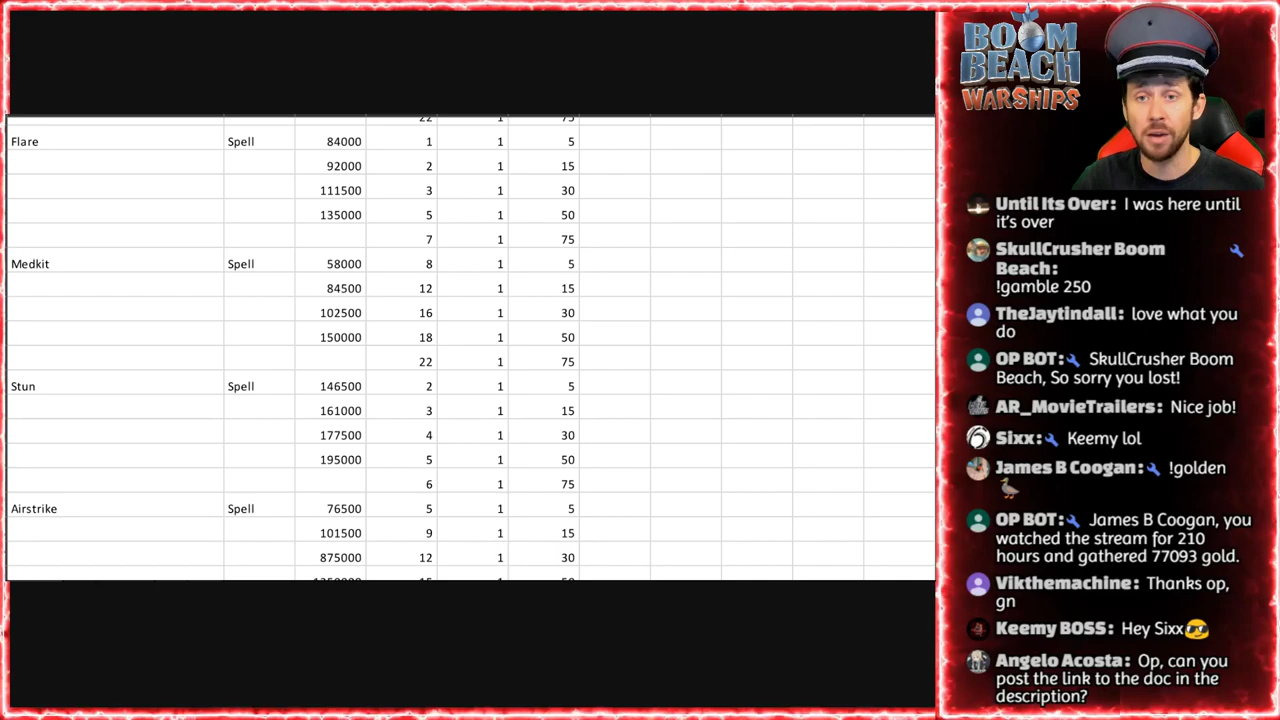 22 1 75
Flare Spell 84000 1 1 5
92000 2 1 15
111500 3 1 30
135000 5 1 50
7 1 75
Medkit Spell 58000 8 1 5
84500 12 1 15
102500 16 1 30
150000 18 1 50
22 1 75
Stun Spell 146500 2 1 5
161000 3 1 15
177500 4 1 30
195000 5 1 50
6 1 75
Airstrike Spell 76500 5 1 5
101500 9 1 15
875000 12 1 30
BOOM
BEACH
WARSHIPS
Until Its Over: I was here until
it's over
SkullCrusher Boom
Beach:
!gamble 250
TheJaytindall: love what you
do
OP BOT: SkullCrusher Boom
Beach, So sorry you lost!
AR_MovieTrailers: Nice job!
Sixx: Keemy lol
James B Coogan: !golden
OP BOT: James B Coogan, you
watched the stream for 210
hours and gathered 77093 gold.
Vikthemachine: Thanks op,
gn
Keemy BOSS: Hey Sixx
Angelo Acosta: Op, can you
post the link to the doc in the
description?